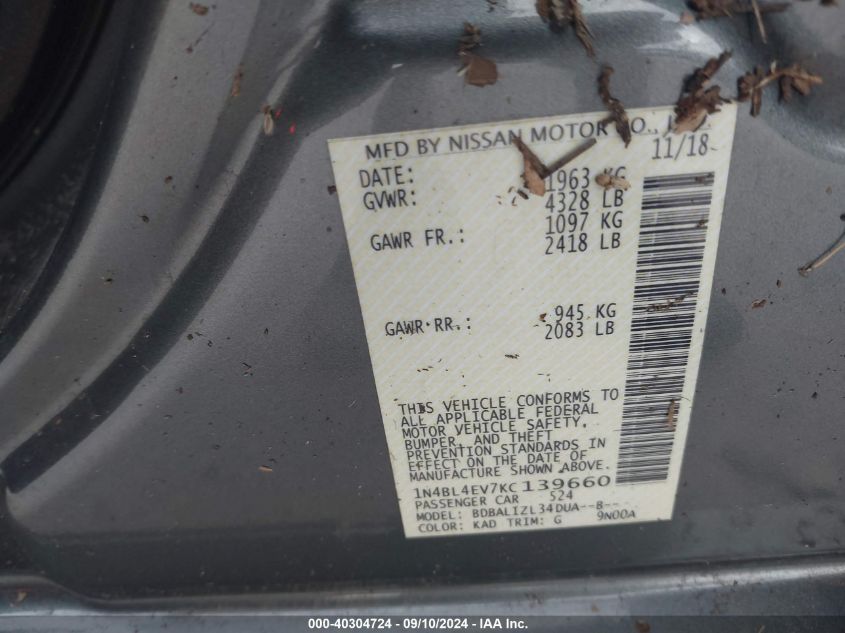 MFD BY NISSAN MOTOR CO.,
DATE: 11/18
GVWR: 1963 KG
4328 LB
GAWR FR.: 1097 KG
2418 LB
GAWR RR.: 945 KG
2083 LB
THIS VEHICLE CONFORMS TO
ALL APPLICABLE FEDERAL
MOTOR VEHICLE SAFETY,
BUMPER, AND THEFT
PREVENTION STANDARDS IN
EFFECT ON THE DATE OF
MANUFACTURE SHOWN ABOVE.
1N4BL4EV7KC139660
PASSENGER CAR 524
MODEL: BDBALIZL34DUA--B---
COLOR: KAD TRIM: G 9N00A
000-40304724 - 09/10/2024 - IAA Inc.